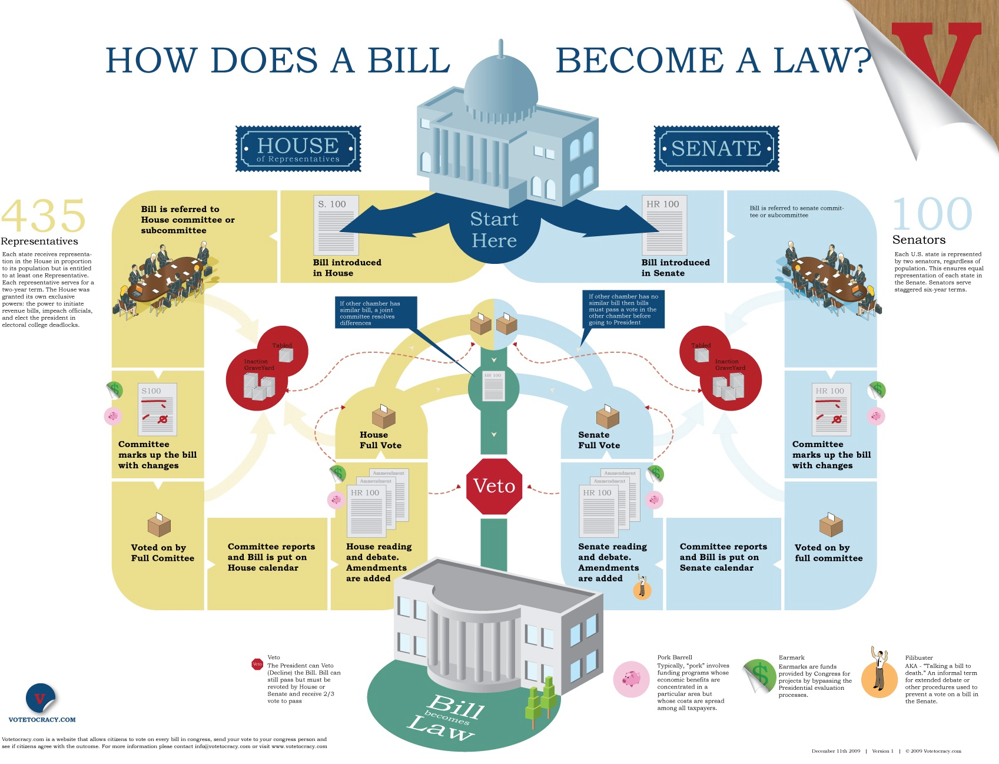 HOW DOES A BILL BECOME A LAW?
V
HOUSE
of Representatives
SENATE
435
Representatives
Each state receives representa-
tion in the House in proportion
to its population but is entitled
to at least one Representative.
Each representative serves for a
two-year term. The House was
granted its own exclusive
powers: the power to initiate
revenue bills, impeach officials,
and elect the president in
electoral college deadlocks.
100
Senators
Each U.S. state is represented
by two senators, regardless of
population. This ensures equal
representation of each state in
the Senate. Senators serve
staggered six-year terms.
Start
Here
S. 100
Bill introduced
in House
HR 100
Bill introduced
in Senate
Bill is referred to
House committee or
subcommittee
Bill is referred to senate commit-
tee or subcommittee
If other chamber has
similar bill, a joint
committee resolves
differences
If other chamber has no
similar bill then bills
must pass a vote in the
other chamber before
going to President
Tabled
Inaction
GraveYard
Tabled
Inaction
GraveYard
HR 100
S100
Committee
marks up the bill
with changes
HR 100
Committee
marks up the bill
with changes
House
Full Vote
Senate
Full Vote
Veto
Ammendment
Ammendment
HR 100
House reading
and debate.
Amendments
are added
Ammendment
Ammendment
HR 100
Senate reading
and debate.
Amendments
are added
Voted on by
Full Comittee
Committee reports
and Bill is put on
House calendar
Committee reports
and Bill is put on
Senate calendar
Voted on by
full committee
Bill
becomes
Law
Veto
Veto
The President can Veto
(Decline) the Bill. Bill can
still pass but must be
revoted by House or
Senate and receive 2/3
vote to pass
Pork Barrell
Typically, “pork” involves
funding programs whose
economic benefits are
concentrated in a
particular area but
whose costs are spread
among all taxpayers.
Earmark
Earmarks are funds
provided by Congress for
projects by bypassing the
Presidential evaluation
processes.
Filibuster
AKA - “Talking a bill to
death.” An informal term
for extended debate or
other procedures used to
prevent a vote on a bill in
the Senate.
V
VOTETOCRACY.COM
Votetocracy.com is a website that allows citizens to vote on every bill in congress, send your vote to your congress person and
see if citizens agree with the outcome. For more information pleae contact info@votetocracy.com or visit www.votetocracy.com
December 11th 2009 | Version 1 | © 2009 Votetocracy.com